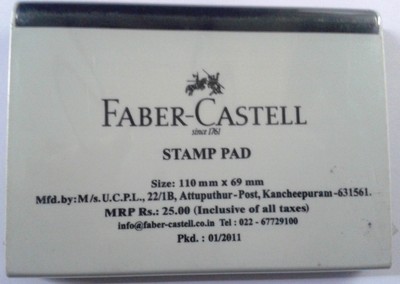 FABER-CASTELL
since 1761
STAMP PAD
Size: 110 mm x 69 mm
Mfd.by: M/s. U.C.P.L., 22/1B, Attuputhur - Post, Kancheepuram -631561.
MRP Rs.: 25.00 (Inclusive of all taxes)
info@faber-castell.co.in Tel : 022 - 67729100
Pkd. : 01/2011